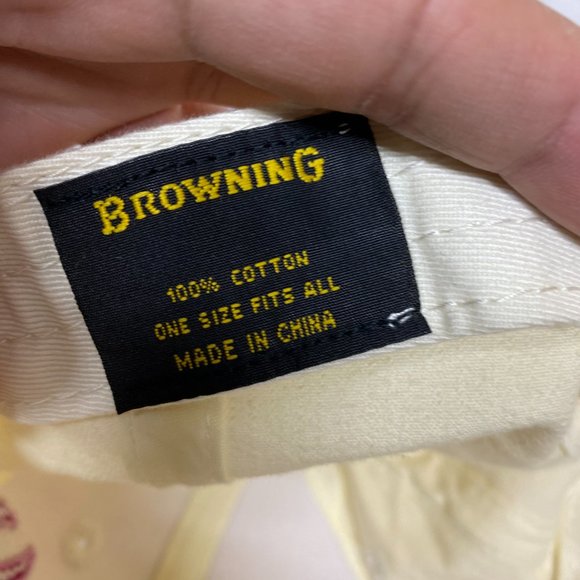 BROWNING
100% COTTON
ONE SIZE FITS ALL
MADE IN CHINA